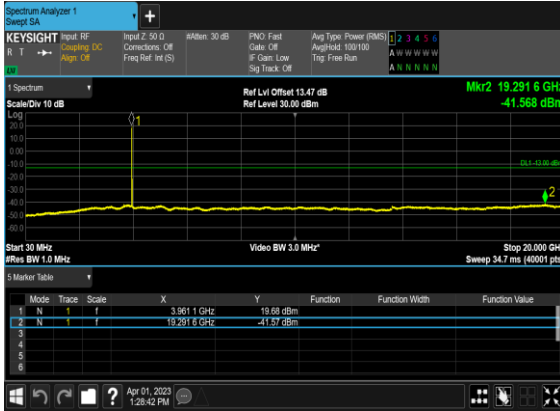 Spectrum Analyzer 1
Swept SA
+
KEYSIGHT Input: RF Input Z: 50 Ω #Atten: 30 dB PNO: Fast Avg Type: Power (RMS) 1 2 3 4 5 6
R T Coupling: DC Corrections: Off Gate: Off Avg|Hold: 100/100 A W W W W W
Align: Off Freq Ref: Int (S) IF Gain: Low Trig: Free Run
Sig Track: Off A N N N N N
1 Spectrum Ref Lvl Offset 13.47 dB Mkr2 19.291 6 GHz
Scale/Div 10 dB Ref Level 30.00 dBm -41.568 dBm
Log
20.0
10.0
0.00
-10.0
-20.0
-30.0
-40.0
-50.0
-60.0
1
DL1 -13.00 dBm
2
Start 30 MHz Video BW 3.0 MHz* Stop 20.000 GH
#Res BW 1.0 MHz Sweep 34.7 ms (40001 pts
5 Marker Table
Mode Trace Scale X Y Function Function Width Function Value
1 N 1 f 3.961 1 GHz 19.68 dBm
2 N 1 f 19.291 6 GHz -41.57 dBm
3
4
5
6
? Apr 01, 2023
1:28:42 PM